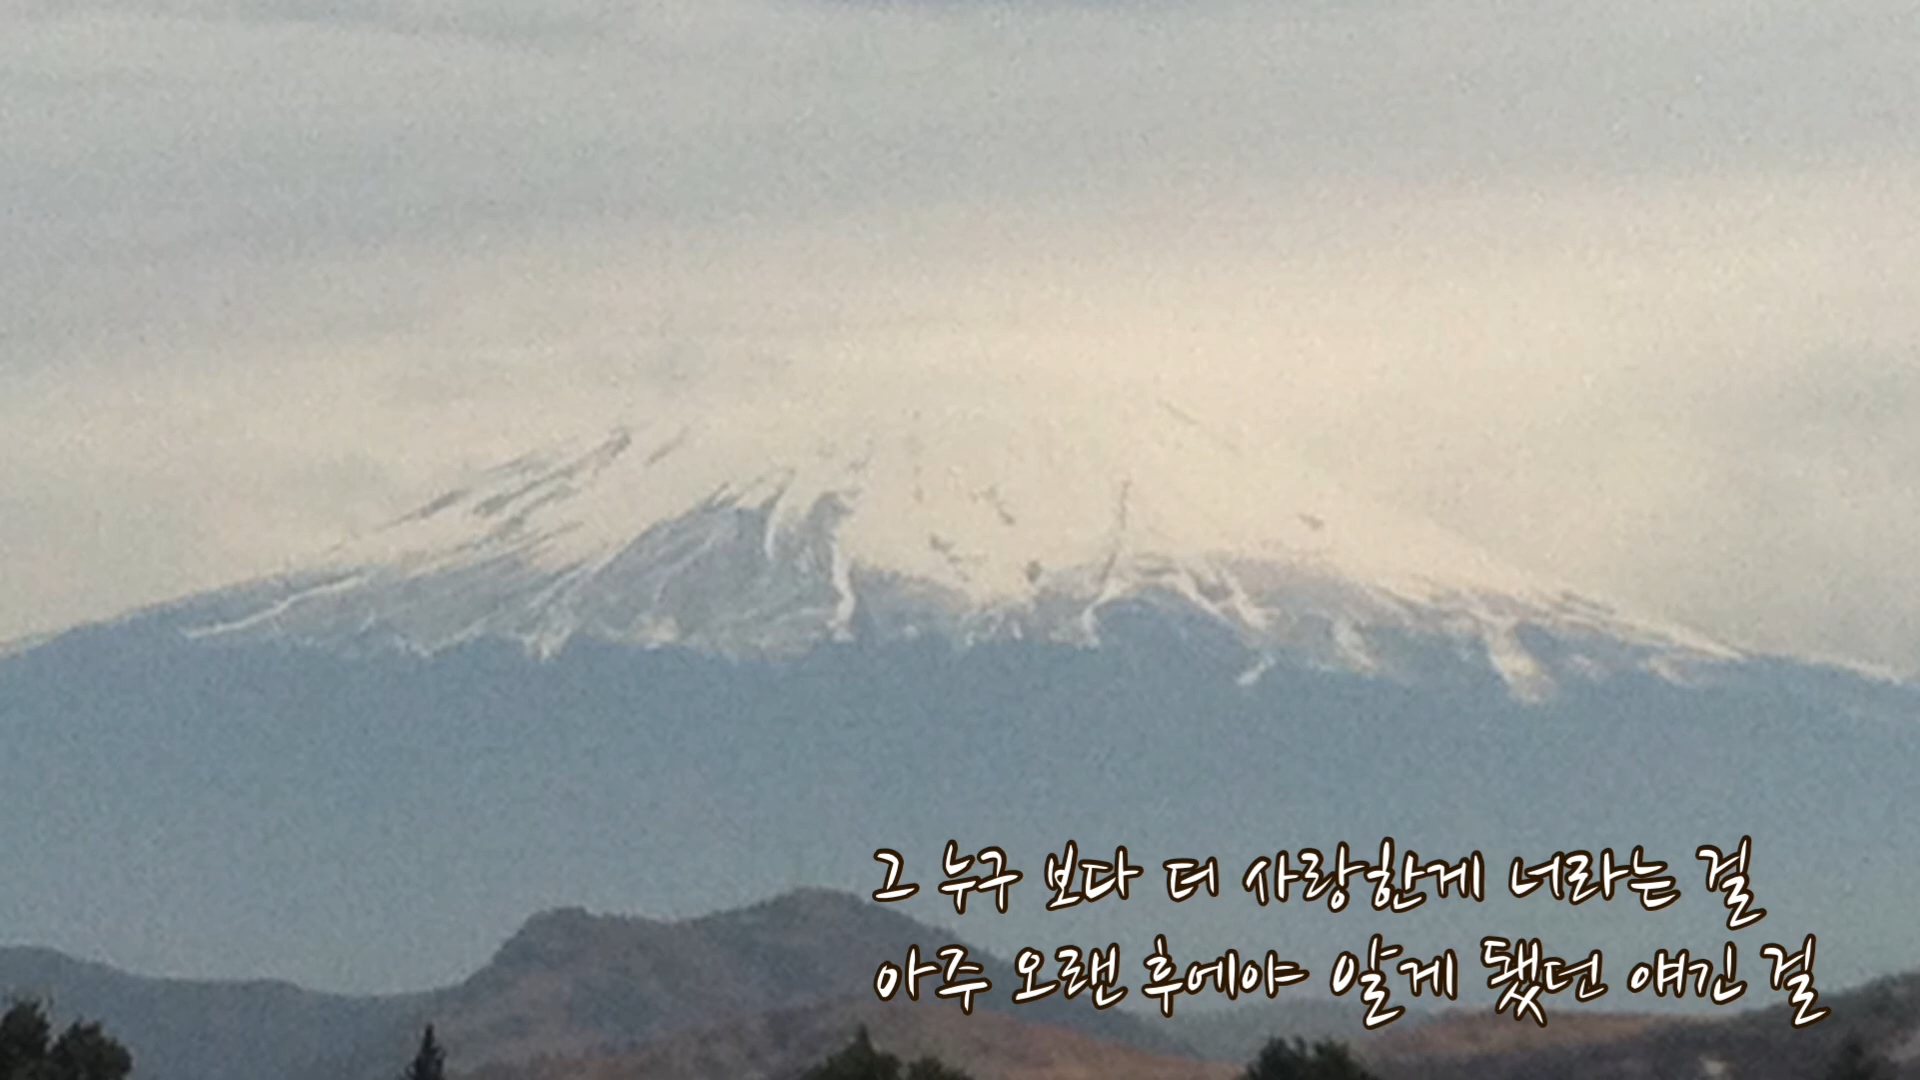 그 누구 보다 더 사랑한게 너라는 걸
아주 오랜 후에야 알게 됐던 얘긴 걸